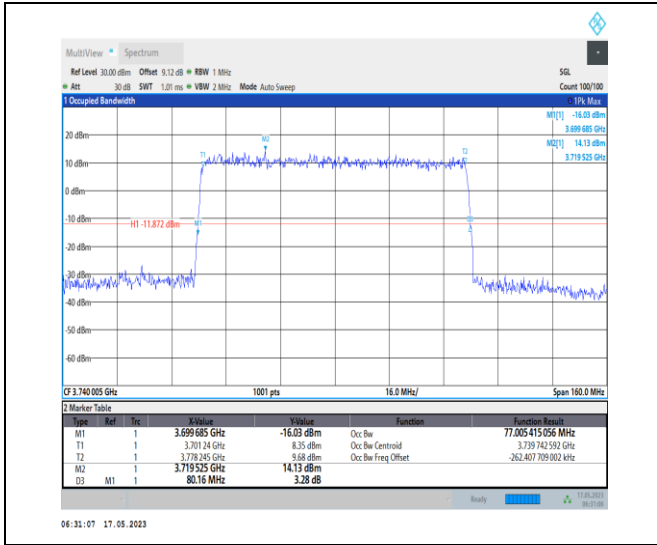 MultiView Spectrum
Ref Level 30.00 dBm Offset 9.12 dB RBW 1 MHz SGL
Att 30 dB SWT 1.01 ms VBW 2 MHz Mode Auto Sweep Count 100/100
1 Occupied Bandwidth 1Pk Max
M1[1] -16.03 dBm
3.699 685 GHz
M2[1] 14.13 dBm
3.719 525 GHz
20 dBm
M2
T1
T2
10 dBm
0 dBm
-10 dBm
H1 -11.872 dBm
M1
D3
-20 dBm
-30 dBm
-40 dBm
-50 dBm
-60 dBm
CF 3.740 005 GHz 1001 pts 16.0 MHz/ Span 160.0 MHz
2 Marker Table
Type Ref Trc X-Value Y-Value Function Function Result
M1 1 3.699 685 GHz -16.03 dBm Occ Bw 77.005 415 056 MHz
T1 1 3.701 24 GHz 8.35 dBm Occ Bw Centroid 3.739 742 592 GHz
T2 1 3.778 245 GHz 9.68 dBm Occ Bw Freq Offset -262.407 709 002 kHz
M2 1 3.719 525 GHz 14.13 dBm
D3 M1 1 80.16 MHz 3.28 dB
Ready 17.05.2023
06:31:06
06:31:07 17.05.2023